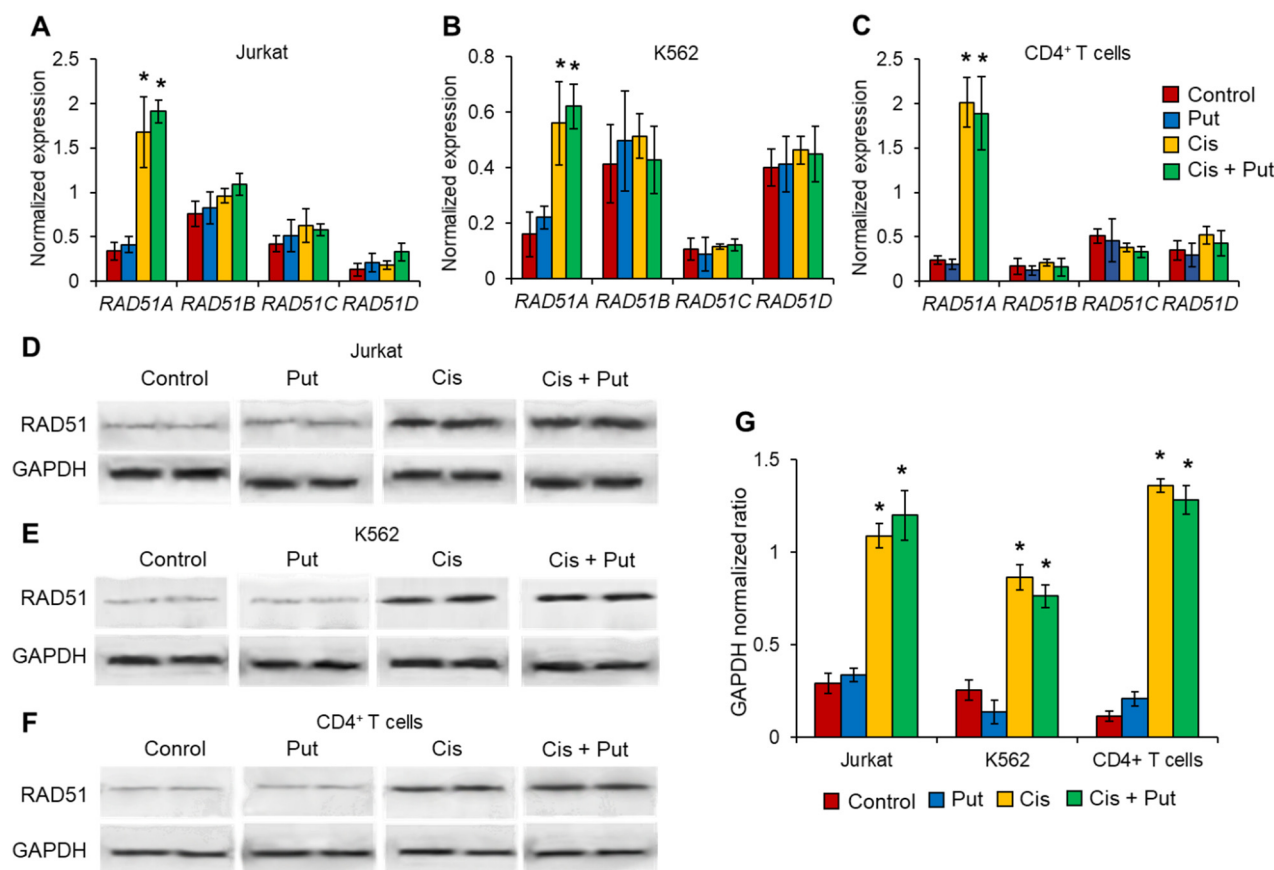 A
Jurkat
Normalized expression
2.5
2
1.5
1
0.5
0
* *
RAD51A RAD51B RAD51C RAD51D
B
K562
Normalized expression
0.8
0.6
0.4
0.2
0
* *
RAD51A RAD51B RAD51C RAD51D
C
CD4⁺ T cells
Normalized expression
2.5
2
1.5
1
0.5
0
* *
RAD51A RAD51B RAD51C RAD51D
Control
Put
Cis
Cis + Put
D
Jurkat
Control Put Cis Cis + Put
RAD51
GAPDH
E
K562
Control Put Cis Cis + Put
RAD51
GAPDH
F
CD4⁺ T cells
Conrol Put Cis Cis + Put
RAD51
GAPDH
G
GAPDH normalized ratio
1.5
1
0.5
0
* * * * * *
Jurkat K562 CD4+ T cells
Control Put Cis Cis + Put